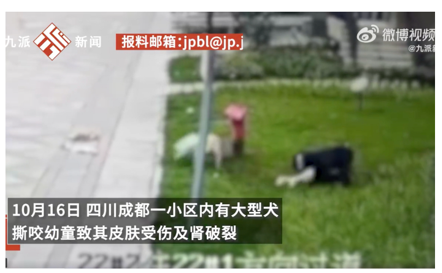 九派 新闻
报料邮箱:jpbl@jp.j
微博视频
@九派新
10月16日 四川成都一小区内有大型犬
撕咬幼童致其皮肤受伤及肾破裂